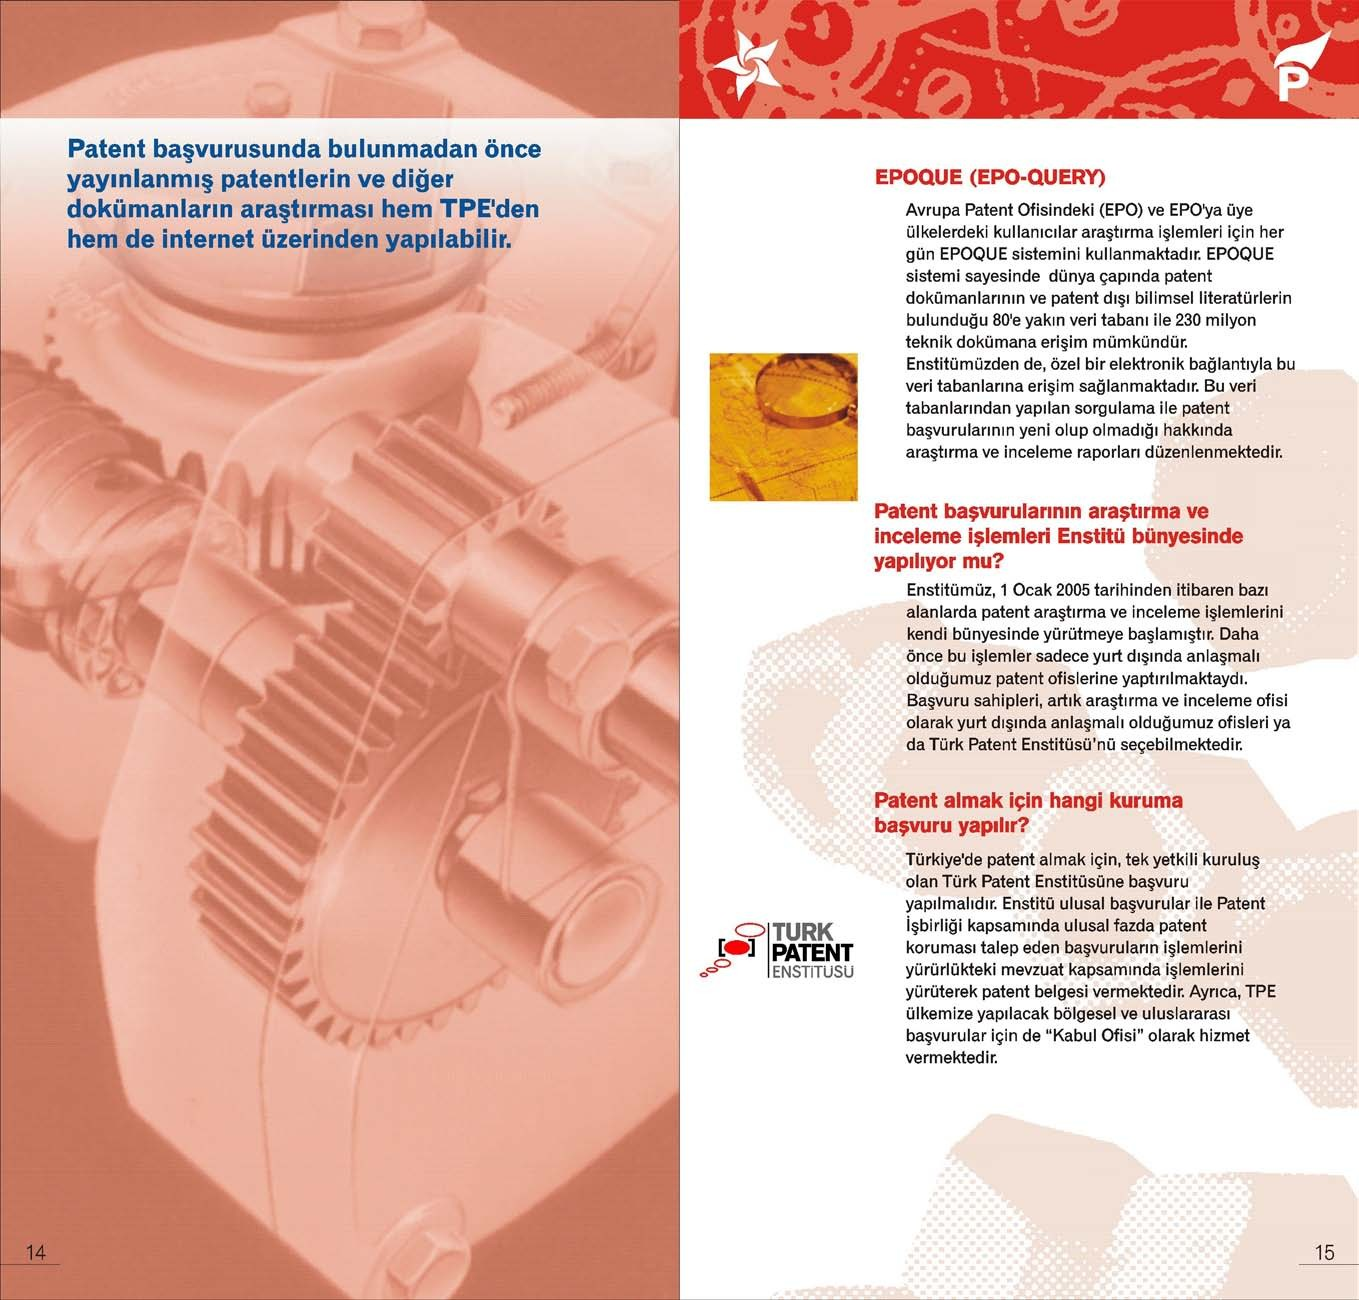 Patent başvurusunda bulunmadan önce
yayınlanmış patentlerin ve diğer
dokümanların araştırması hem TPE'den
hem de internet üzerinden yapılabilir.
14
P
EPOQUE (EPO-QUERY)
Avrupa Patent Ofisindeki (EPO) ve EPO'ya üye
ülkelerdeki kullanıcılar araştırma işlemleri için her
gün EPOQUE sistemini kullanmaktadır. EPOQUE
sistemi sayesinde dünya çapında patent
dokümanlarının ve patent dışı bilimsel literatürlerin
bulunduğu 80'e yakın veri tabanı ile 230 milyon
teknik dokümana erişim mümkündür.
Enstitümüzden de, özel bir elektronik bağlantıyla bu
veri tabanlarına erişim sağlanmaktadır. Bu veri
tabanlarından yapılan sorgulama ile patent
başvurularının yeni olup olmadığı hakkında
araştırma ve inceleme raporları düzenlenmektedir.
Patent başvurularının araştırma ve
inceleme işlemleri Enstitü bünyesinde
yapılıyor mu?
Enstitümüz, 1 Ocak 2005 tarihinden itibaren bazı
alanlarda patent araştırma ve inceleme işlemlerini
kendi bünyesinde yürütmeye başlamıştır. Daha
önce bu işlemler sadece yurt dışında anlaşmalı
olduğumuz patent ofislerine yaptırılmaktaydı.
Başvuru sahipleri, artık araştırma ve inceleme ofisi
olarak yurt dışında anlaşmalı olduğumuz ofisleri ya
da Türk Patent Enstitüsü'nü seçebilmektedir.
Patent almak için hangi kuruma
başvuru yapılır?
Türkiye'de patent almak için, tek yetkili kuruluş
olan Türk Patent Enstitüsüne başvuru
yapılmalıdır. Enstitü ulusal başvurular ile Patent
İşbirliği kapsamında ulusal fazda patent
koruması talep eden başvuruların işlemlerini
yürürlükteki mevzuat kapsamında işlemlerini
yürüterek patent belgesi vermektedir. Ayrıca, TPE
ülkemize yapılacak bölgesel ve uluslararası
başvurular için de “Kabul Ofisi” olarak hizmet
vermektedir.
TURK
PATENT
ENSTITUSU
15